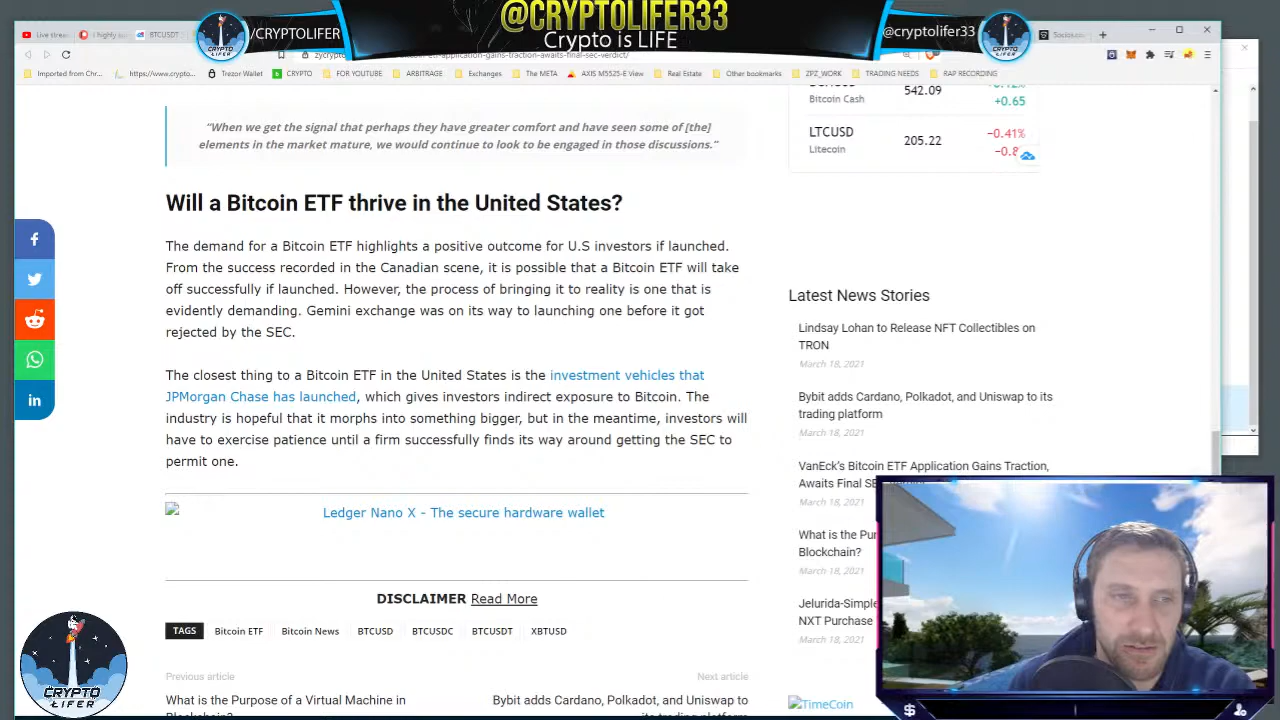 @CRYPTOLIFER33
Crypto is LIFE
/CRYPTOLIFER
@cryptolifer33
Live stream
I highly su
BTCUSDT
Imported from Chr...
https://www.crypto...
Trezor Wallet
CRYPTO
FOR YOUTUBE
ARBITRAGE
Exchanges
The META
AXIS M5525-E View
Real Estate
Other bookmarks
ZPZ_WORK
TRADING NEEDS
RAP RECORDING
“When we get the signal that perhaps they have greater comfort and have seen some of [the]
elements in the market mature, we would continue to look to be engaged in those discussions.”
Will a Bitcoin ETF thrive in the United States?
The demand for a Bitcoin ETF highlights a positive outcome for U.S investors if launched.
From the success recorded in the Canadian scene, it is possible that a Bitcoin ETF will take
off successfully if launched. However, the process of bringing it to reality is one that is
evidently demanding. Gemini exchange was on its way to launching one before it got
rejected by the SEC.
The closest thing to a Bitcoin ETF in the United States is the investment vehicles that
JPMorgan Chase has launched, which gives investors indirect exposure to Bitcoin. The
industry is hopeful that it morphs into something bigger, but in the meantime, investors will
have to exercise patience until a firm successfully finds its way around getting the SEC to
permit one.
Ledger Nano X - The secure hardware wallet
DISCLAIMER Read More
TAGS
Bitcoin ETF
Bitcoin News
BTCUSD
BTCUSDC
BTCUSDT
XBTUSD
Previous article
Next article
What is the Purpose of a Virtual Machine in
Bybit adds Cardano, Polkadot, and Uniswap to
Blockchain?
its trading platform
Bitcoin Cash
542.09
+0.65
LTCUSD
Litecoin
205.22
−0.41%
Latest News Stories
Lindsay Lohan to Release NFT Collectibles on
TRON
March 18, 2021
Bybit adds Cardano, Polkadot, and Uniswap to its
trading platform
March 18, 2021
VanEck’s Bitcoin ETF Application Gains Traction,
Awaits Final
March 18, 2021
What is the
Blockchain?
March 18, 2021
Jelurida-Simple
NXT Purchase
March 18, 2021
TimeCoin
CRYPTO
LIFER